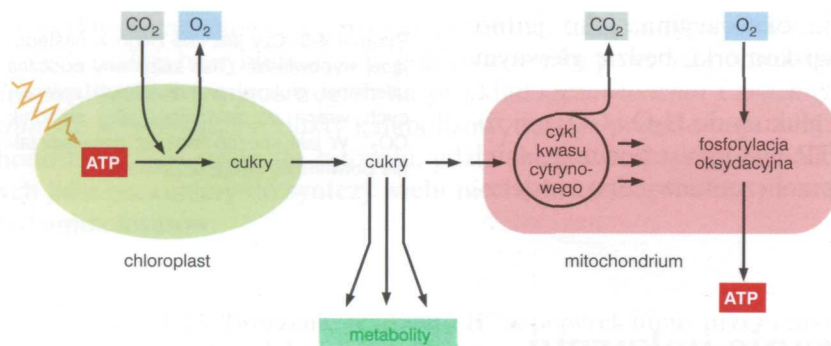 CO₂
O₂
CO₂
O₂
ATP
cukry
cukry
cykl
kwasu
cytryno-
wego
fosforylacja
oksydacyjna
chloroplast
mitochondrium
ATP
metabolity